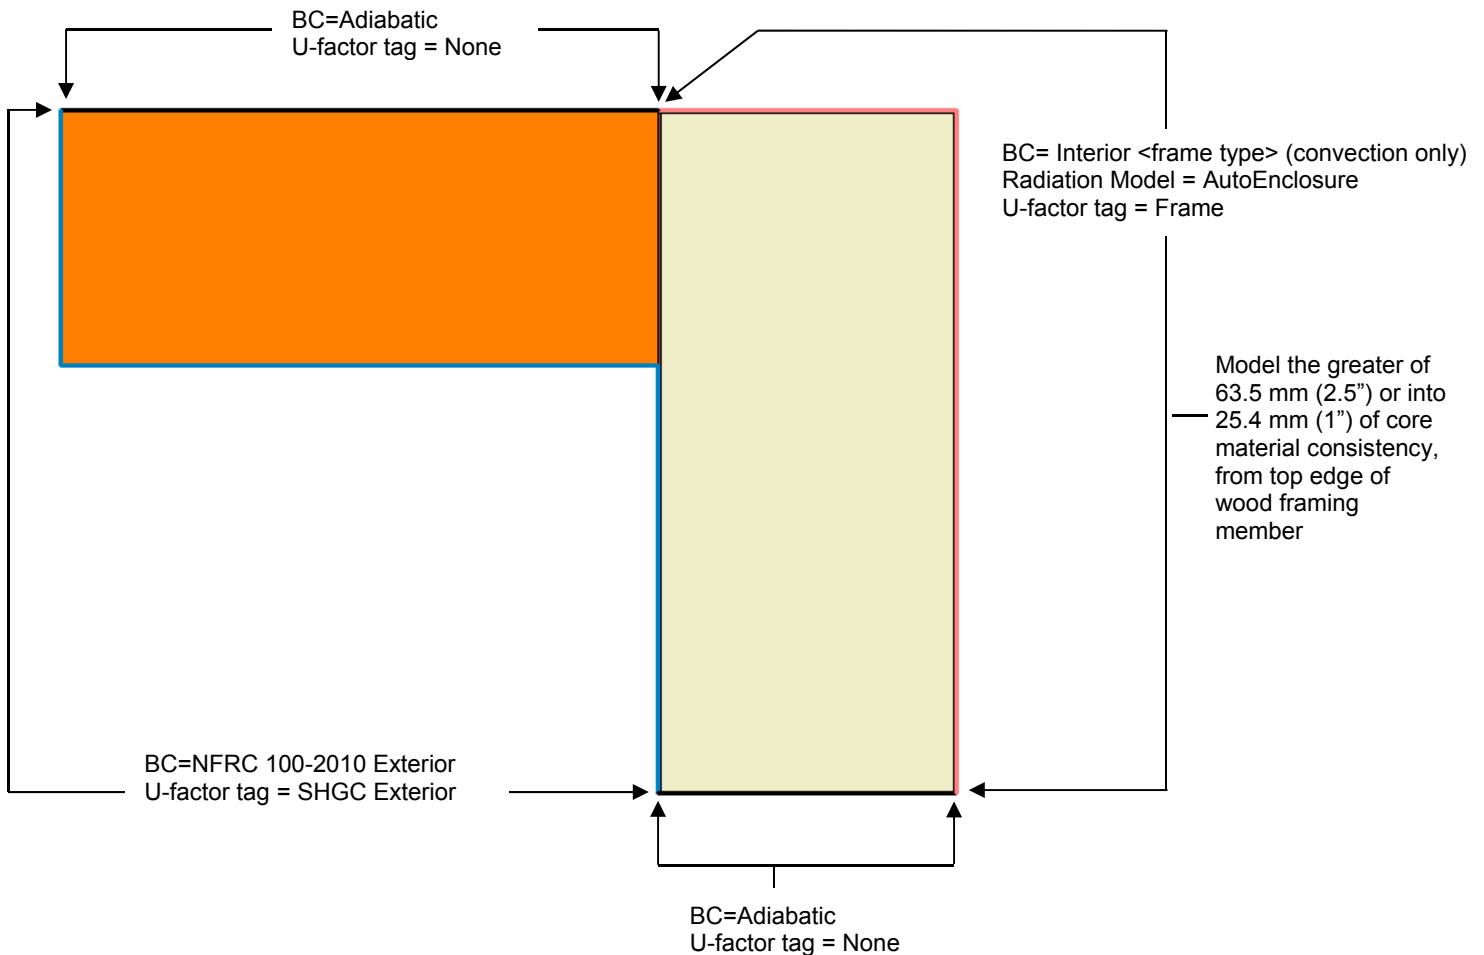 BC=Adiabatic
U-factor tag = None
BC= Interior <frame type> (convection only)
Radiation Model = AutoEnclosure
U-factor tag = Frame
Model the greater of
63.5 mm (2.5”) or into
25.4 mm (1”) of core
material consistency,
from top edge of
wood framing
member
BC=NFRC 100-2010 Exterior
U-factor tag = SHGC Exterior
BC=Adiabatic
U-factor tag = None